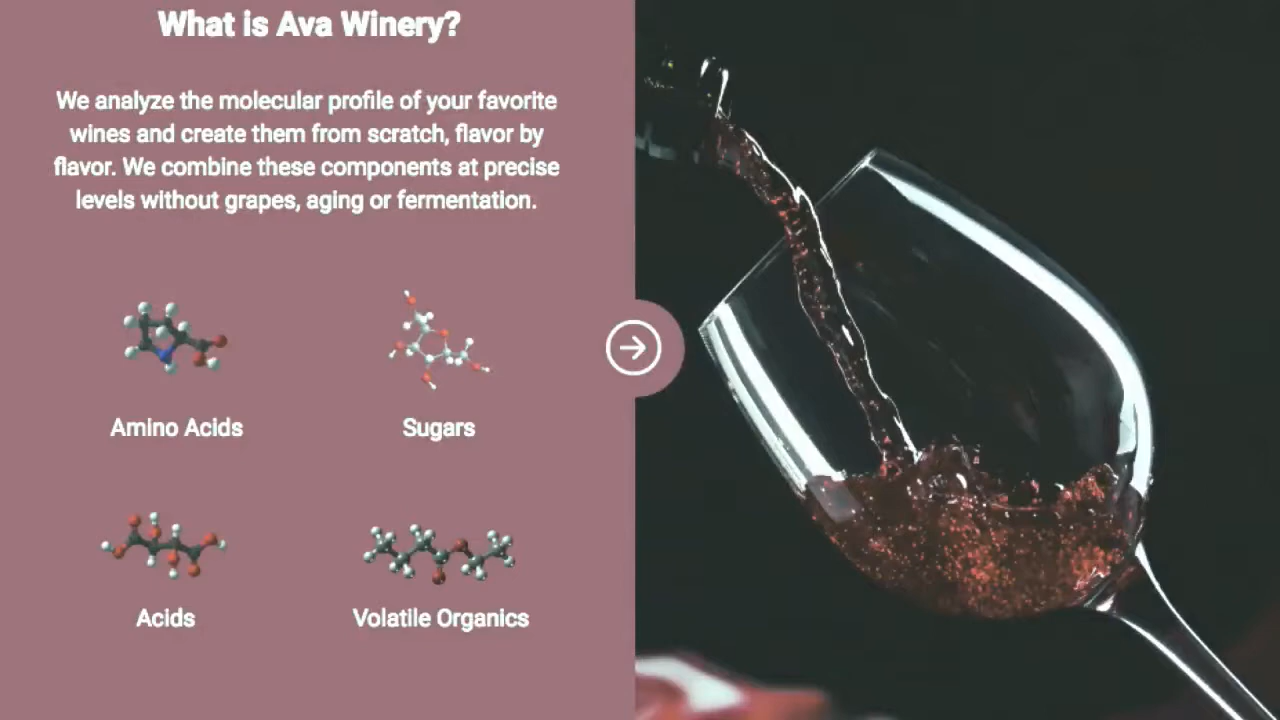 What is Ava Winery?
We analyze the molecular profile of your favorite
wines and create them from scratch, flavor by
flavor. We combine these components at precise
levels without grapes, aging or fermentation.
Amino Acids
Sugars
Acids
Volatile Organics